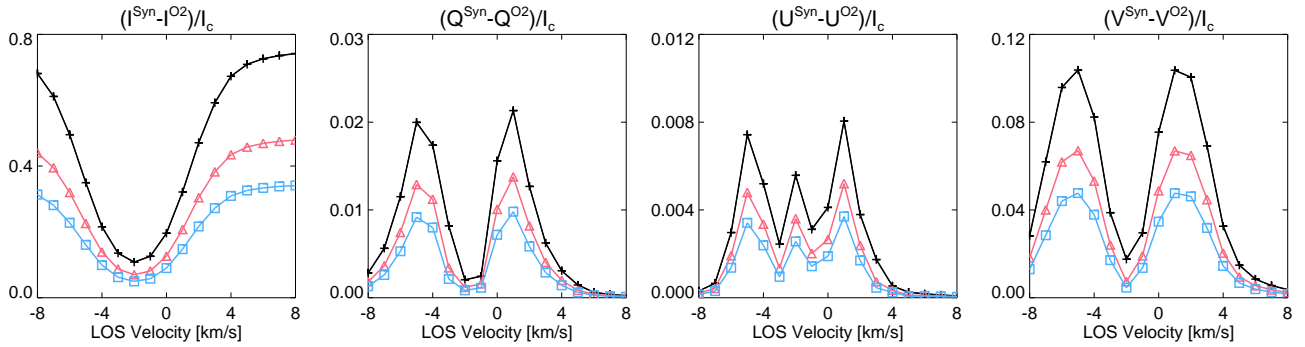 (I^Syn-I^O2)/I_c
0.8
0.4
0.0
-8 -4 0 4 8
LOS Velocity [km/s]
(Q^Syn-Q^O2)/I_c
0.03
0.02
0.01
0.00
-8 -4 0 4 8
LOS Velocity [km/s]
(U^Syn-U^O2)/I_c
0.012
0.008
0.004
0.000
-8 -4 0 4 8
LOS Velocity [km/s]
(V^Syn-V^O2)/I_c
0.12
0.08
0.04
0.00
-8 -4 0 4 8
LOS Velocity [km/s]